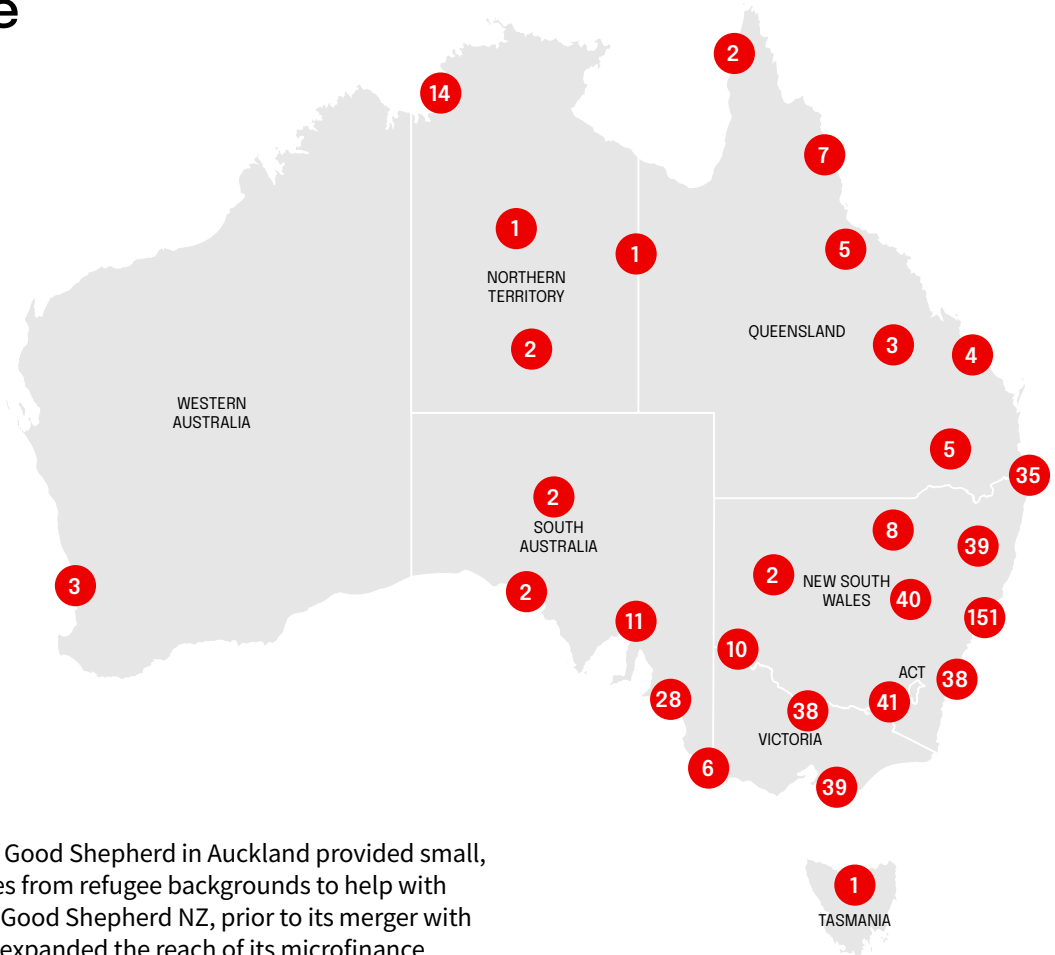 e
2
14
7
1
1
5
NORTHERN
TERRITORY
QUEENSLAND
2
3
4
WESTERN
AUSTRALIA
5
35
2
SOUTH
AUSTRALIA
8
39
2
NEW SOUTH
WALES
3
2
40
151
11
10
ACT
38
28
38
41
VICTORIA
6
39
Good Shepherd in Auckland provided small,
es from refugee backgrounds to help with
Good Shepherd NZ, prior to its merger with
expanded the reach of its microfinance
1
TASMANIA